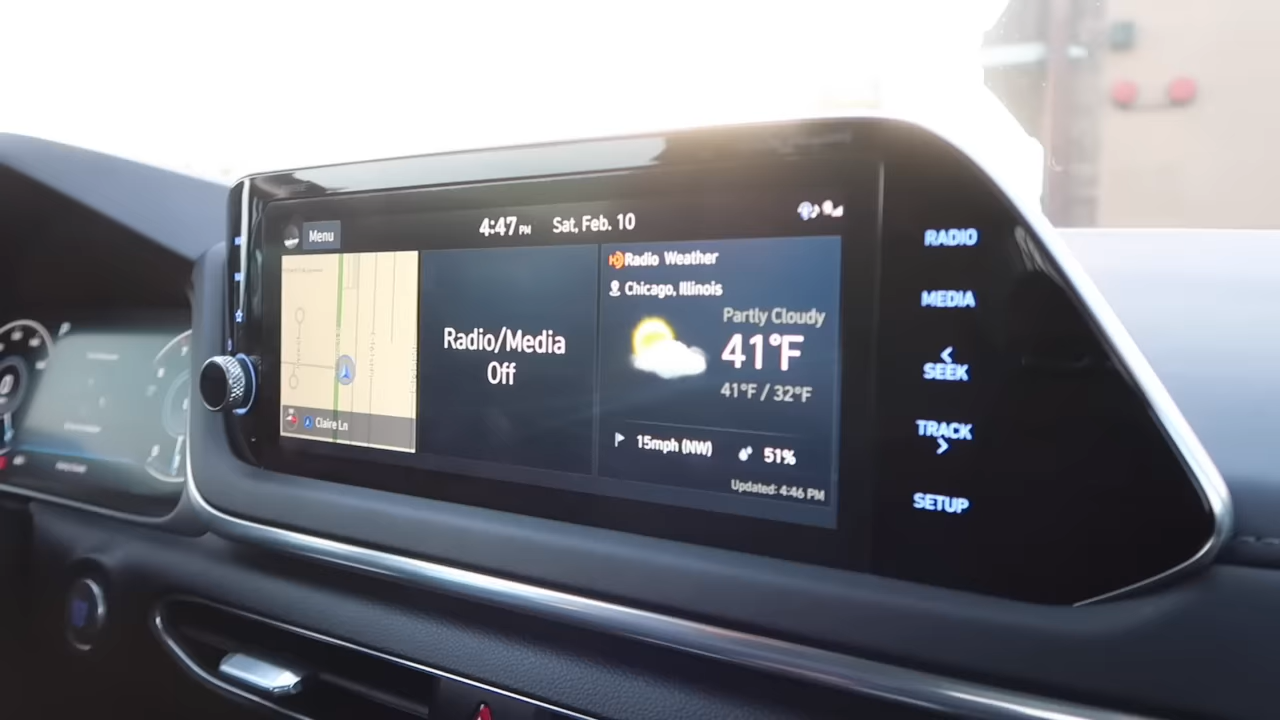 Menu
4:47 PM Sat, Feb. 10
Claire Ln
Radio/Media
Off
Radio Weather
Chicago, Illinois
Partly Cloudy
41°F
41°F / 32°F
15mph (NW) 51%
Updated: 4:46 PM
RADIO
MEDIA
<
SEEK
TRACK
>
SETUP